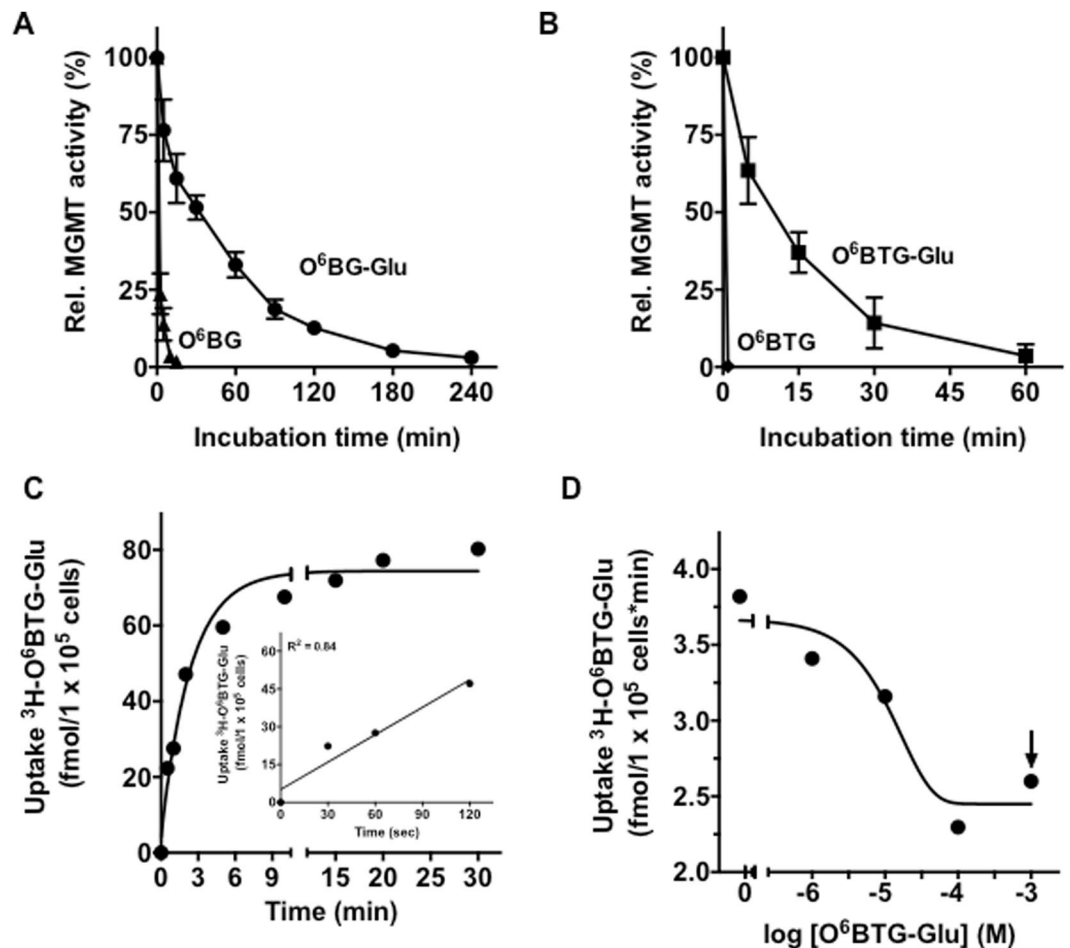 A
Rel. MGMT activity (%)
100
75
50
25
0
O⁶BG-Glu
O⁶BG
0 60 120 180 240
Incubation time (min)
B
Rel. MGMT activity (%)
100
75
50
25
0
O⁶BTG-Glu
O⁶BTG
0 15 30 45 60
Incubation time (min)
C
Uptake ³H-O⁶BTG-Glu
(fmol/1 x 10⁵ cells)
80
60
40
20
0
0 3 6 9 15 20 25 30
Time (min)
Uptake ³H-O⁶BTG-Glu
(fmol/1 x 10⁵ cells)
R² = 0.84
60
45
30
15
0
0 30 60 90 120
Time (sec)
D
Uptake ³H-O⁶BTG-Glu
(fmol/1 x 10⁵ cells*min)
4.0
3.5
3.0
2.5
2.0
0 -6 -5 -4 -3
log [O⁶BTG-Glu] (M)